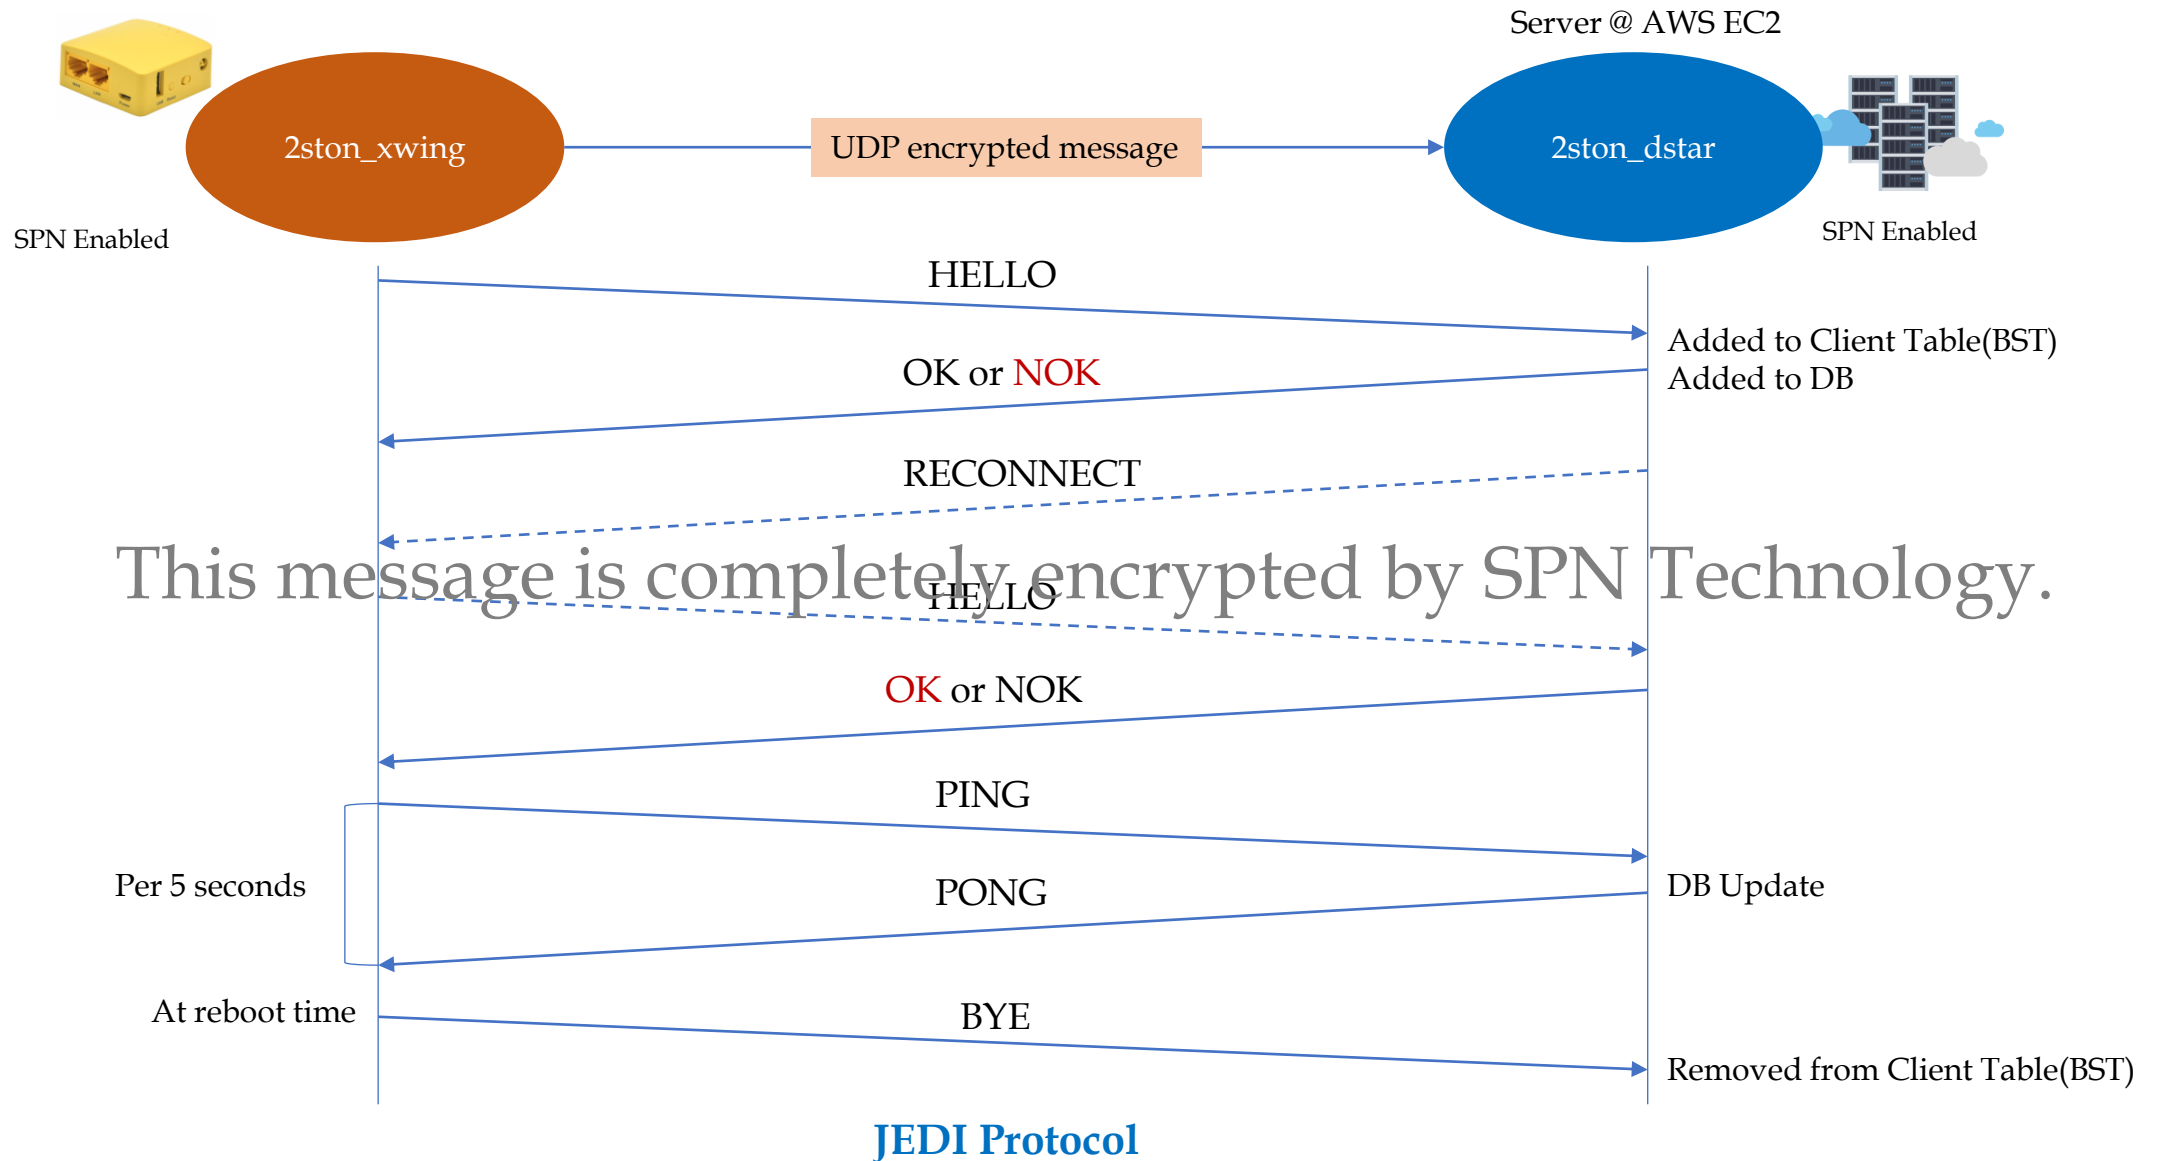 Server @ AWS EC2
2ston_xwing
UDP encrypted message
2ston_dstar
SPN Enabled
SPN Enabled
HELLO
Added to Client Table(BST)
Added to DB
OK or NOK
RECONNECT
This message is completely encrypted by SPN Technology.
HELLO
OK or NOK
PING
Per 5 seconds
PONG
DB Update
At reboot time
BYE
Removed from Client Table(BST)
JEDI Protocol